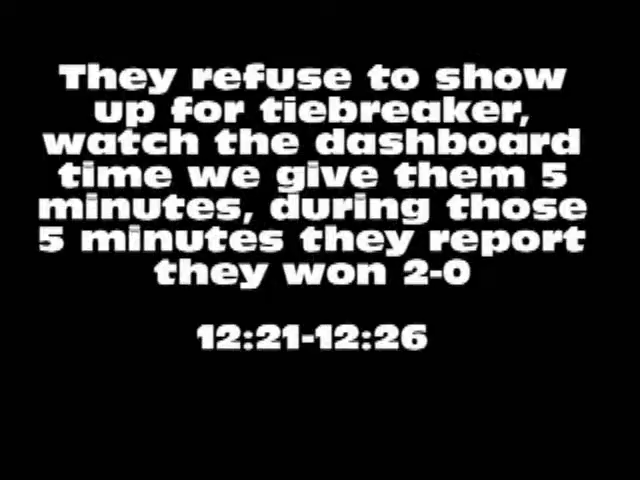 They refuse to show
up for tiebreaker,
watch the dashboard
time we give them 5
minutes, during those
5 minutes they report
they won 2-0
12:21-12:26